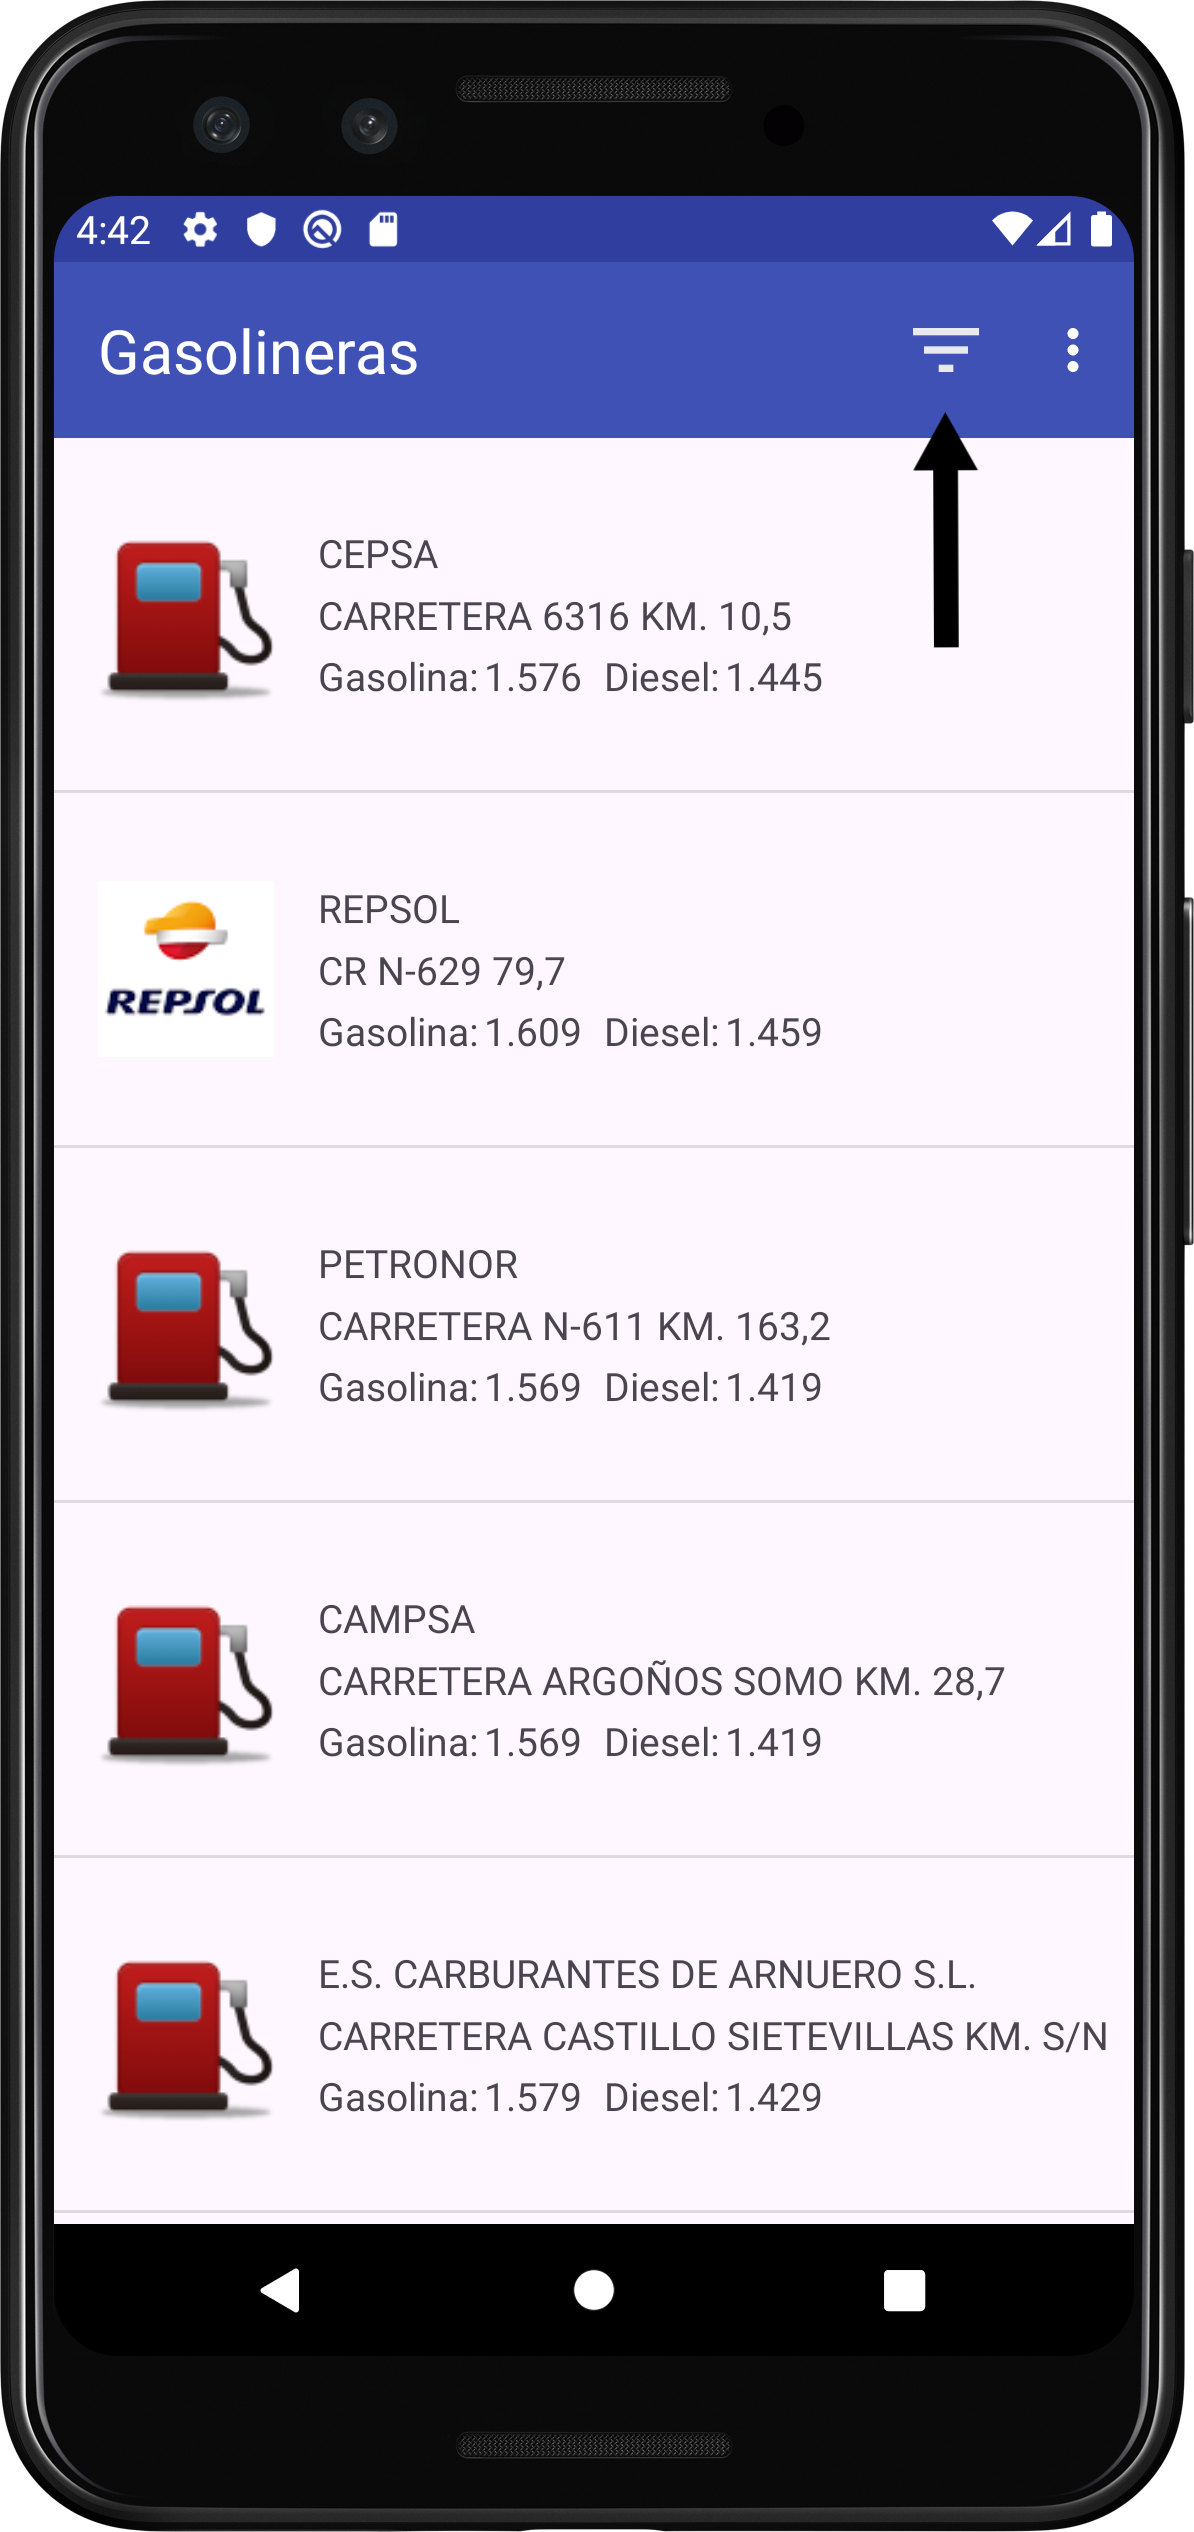 4:42
Gasolineras
CEPSA
CARRETERA 6316 KM. 10,5
Gasolina: 1.576 Diesel: 1.445
REPSOL
REPSOL
CR N-629 79,7
Gasolina: 1.609 Diesel: 1.459
PETRONOR
CARRETERA N-611 KM. 163,2
Gasolina: 1.569 Diesel: 1.419
CAMPSA
CARRETERA ARGOÑOS SOMO KM. 28,7
Gasolina: 1.569 Diesel: 1.419
E.S. CARBURANTES DE ARNUERO S.L.
CARRETERA CASTILLO SIETEVILLAS KM. S/N
Gasolina: 1.579 Diesel: 1.429